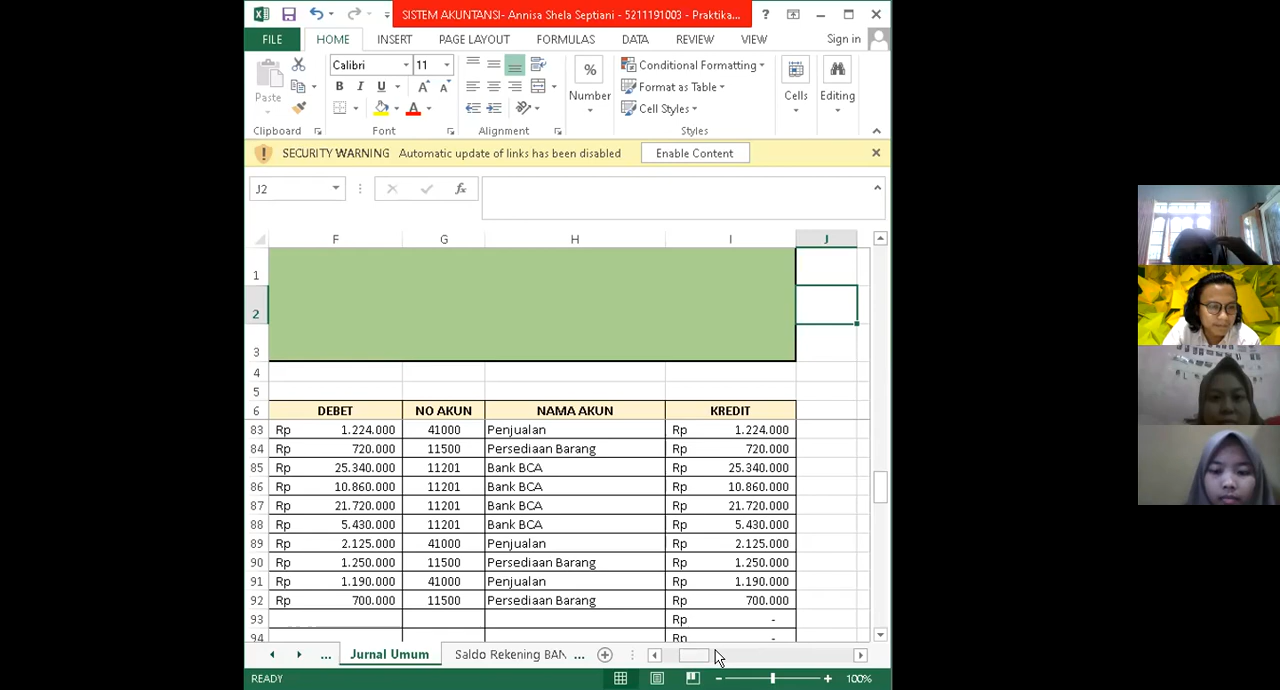 SISTEM AKUNTANSI- Annisa Shela Septiani - 5211191003 - Praktika... ?
FILE HOME INSERT PAGE LAYOUT FORMULAS DATA REVIEW VIEW Sign in
Paste
Calibri 11
B I U A A
A
%
Number
Conditional Formatting
Format as Table
Cell Styles
Cells Editing
Clipboard Font Alignment Styles
! SECURITY WARNING Automatic update of links has been disabled Enable Content
J2 fx
F G H I J
1
2
3
4
5
6 DEBET NO AKUN NAMA AKUN KREDIT
83 Rp 1.224.000 41000 Penjualan Rp 1.224.000
84 Rp 720.000 11500 Persediaan Barang Rp 720.000
85 Rp 25.340.000 11201 Bank BCA Rp 25.340.000
86 Rp 10.860.000 11201 Bank BCA Rp 10.860.000
87 Rp 21.720.000 11201 Bank BCA Rp 21.720.000
88 Rp 5.430.000 11201 Bank BCA Rp 5.430.000
89 Rp 2.125.000 41000 Penjualan Rp 2.125.000
90 Rp 1.250.000 11500 Persediaan Barang Rp 1.250.000
91 Rp 1.190.000 41000 Penjualan Rp 1.190.000
92 Rp 700.000 11500 Persediaan Barang Rp 700.000
93 Rp -
94 Rp -
... Jurnal Umum Saldo Rekening BAN ...
READY 100%